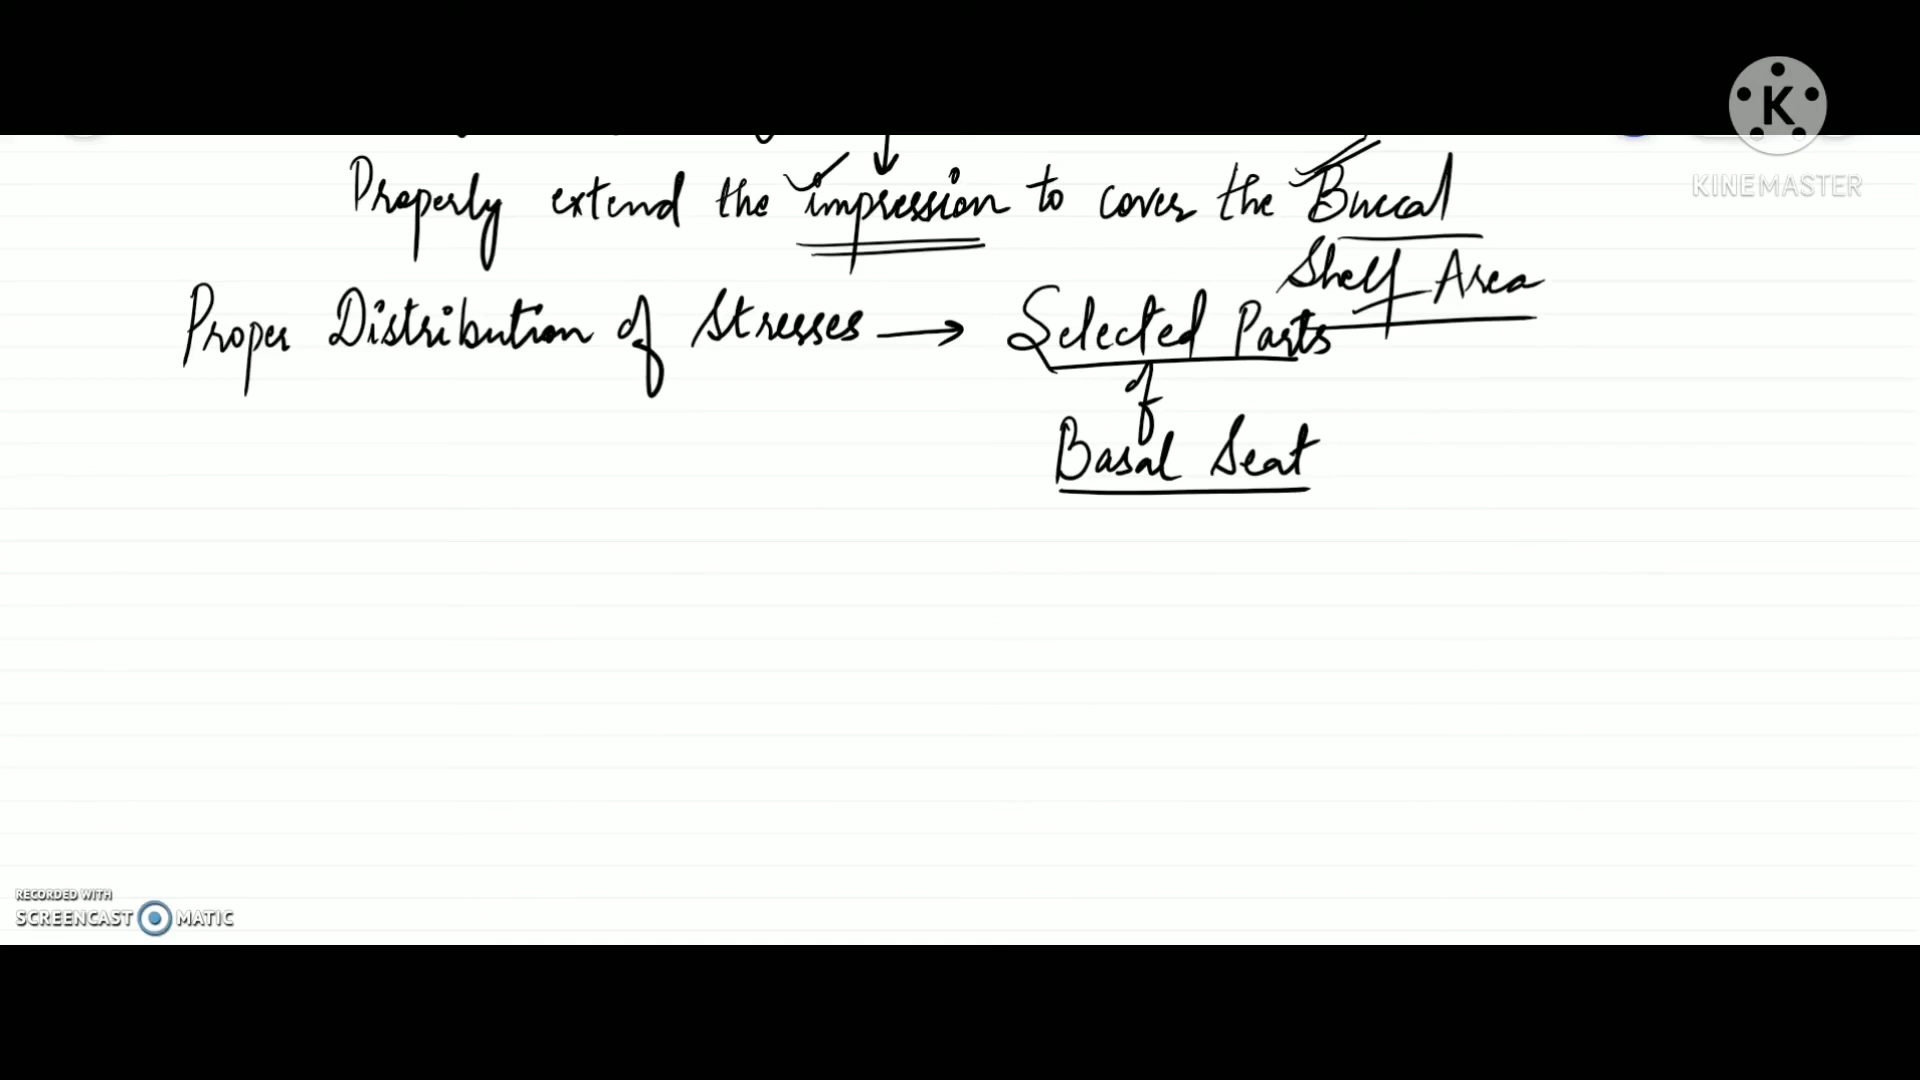 K
KINEMASTER
Properly extend the impression to cover the Buccal
Shelf Area
Proper Distribution of Stresses → Selected Parts
of
Basal Seat
RECORDED WITH
SCREENCAST MATIC